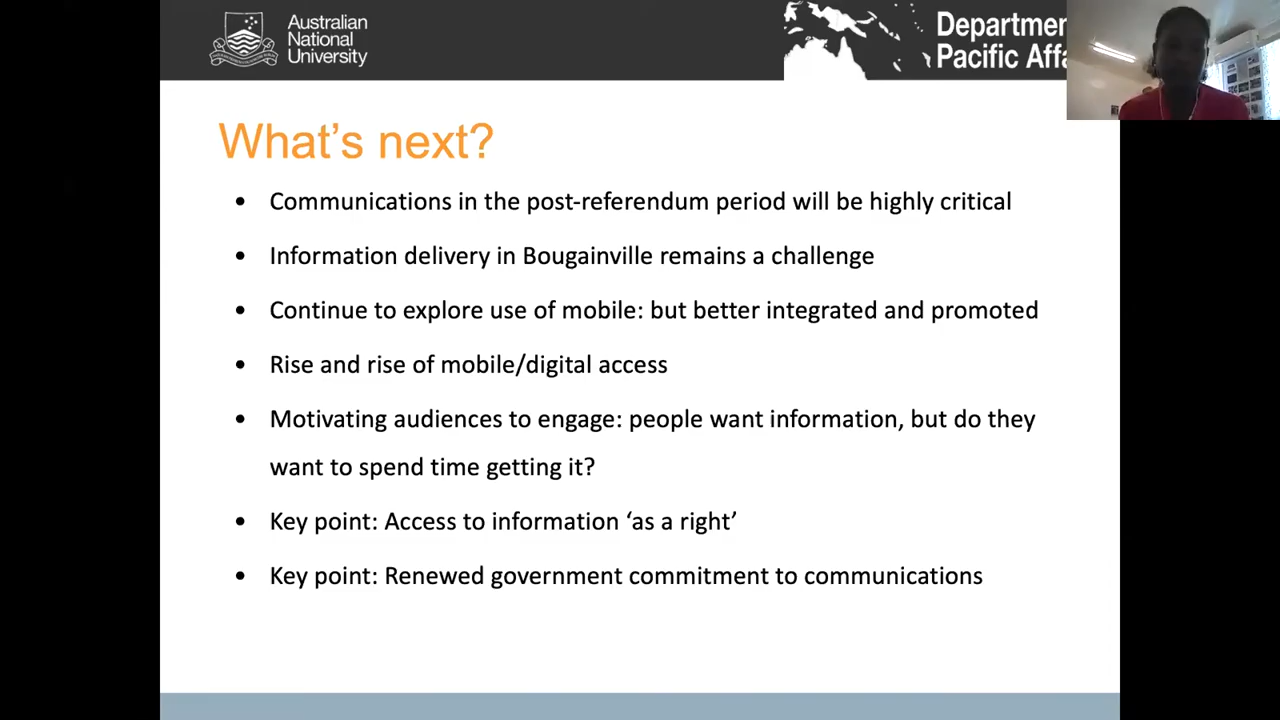 Australian
National
University
Pacific
What's next?
• Communications in the post-referendum period will be highly critical
• Information delivery in Bougainville remains a challenge
• Continue to explore use of mobile: but better integrated and promoted
• Rise and rise of mobile/digital access
• Motivating audiences to engage: people want information, but do they
want to spend time getting it?
• Key point: Access to information ‘as a right’
• Key point: Renewed government commitment to communications